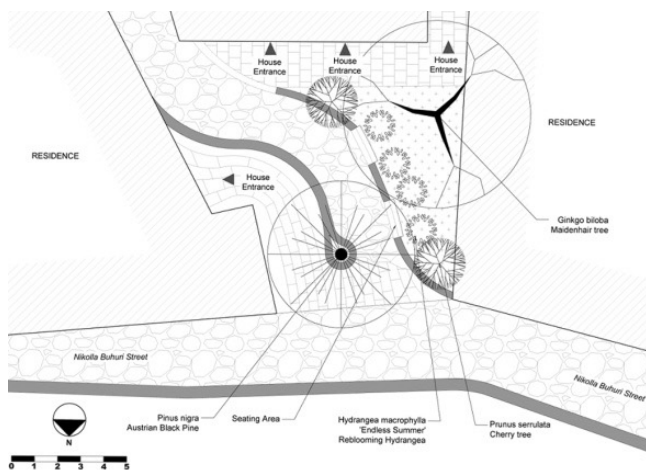 House
Entrance
House
Entrance
House
Entrance
RESIDENCE
RESIDENCE
House
Entrance
Ginkgo biloba
Maidenhair tree
Nikolla Buhuri Street
Nikolla Buhuri Street
Pinus nigra
Austrian Black Pine
Seating Area
Hydrangea macrophylla
'Endless Summer'
Reblooming Hydrangea
Prunus serrulata
Cherry tree
N
0 1 2 3 4 5